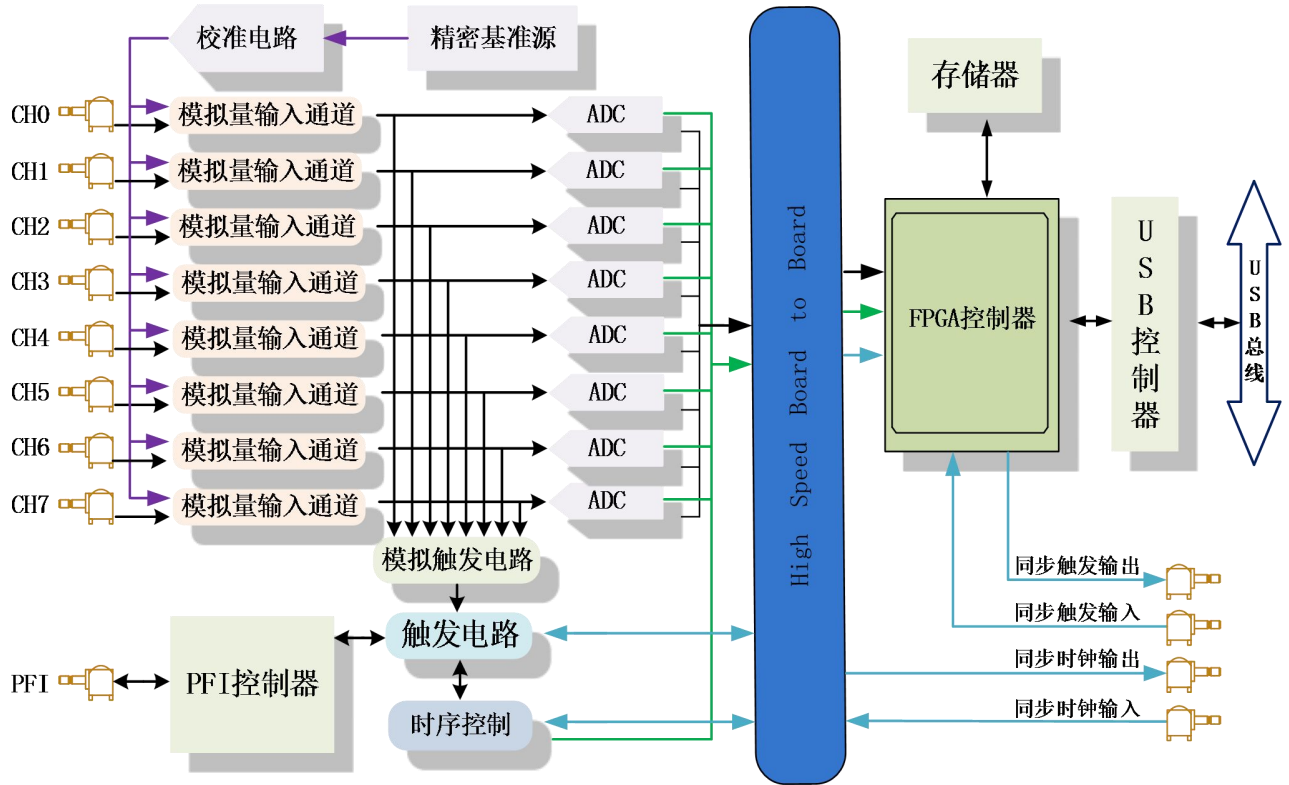 校准电路
精密基准源
存储器
CH0
模拟量输入通道
ADC
CH1
模拟量输入通道
ADC
CH2
模拟量输入通道
ADC
CH3
模拟量输入通道
ADC
CH4
模拟量输入通道
ADC
CH5
模拟量输入通道
ADC
CH6
模拟量输入通道
ADC
CH7
模拟量输入通道
ADC
High Speed Board to Board
FPGA控制器
USB控制器
USB总线
模拟触发电路
触发电路
PFI
PFI控制器
时序控制
同步触发输出
同步触发输入
同步时钟输出
同步时钟输入